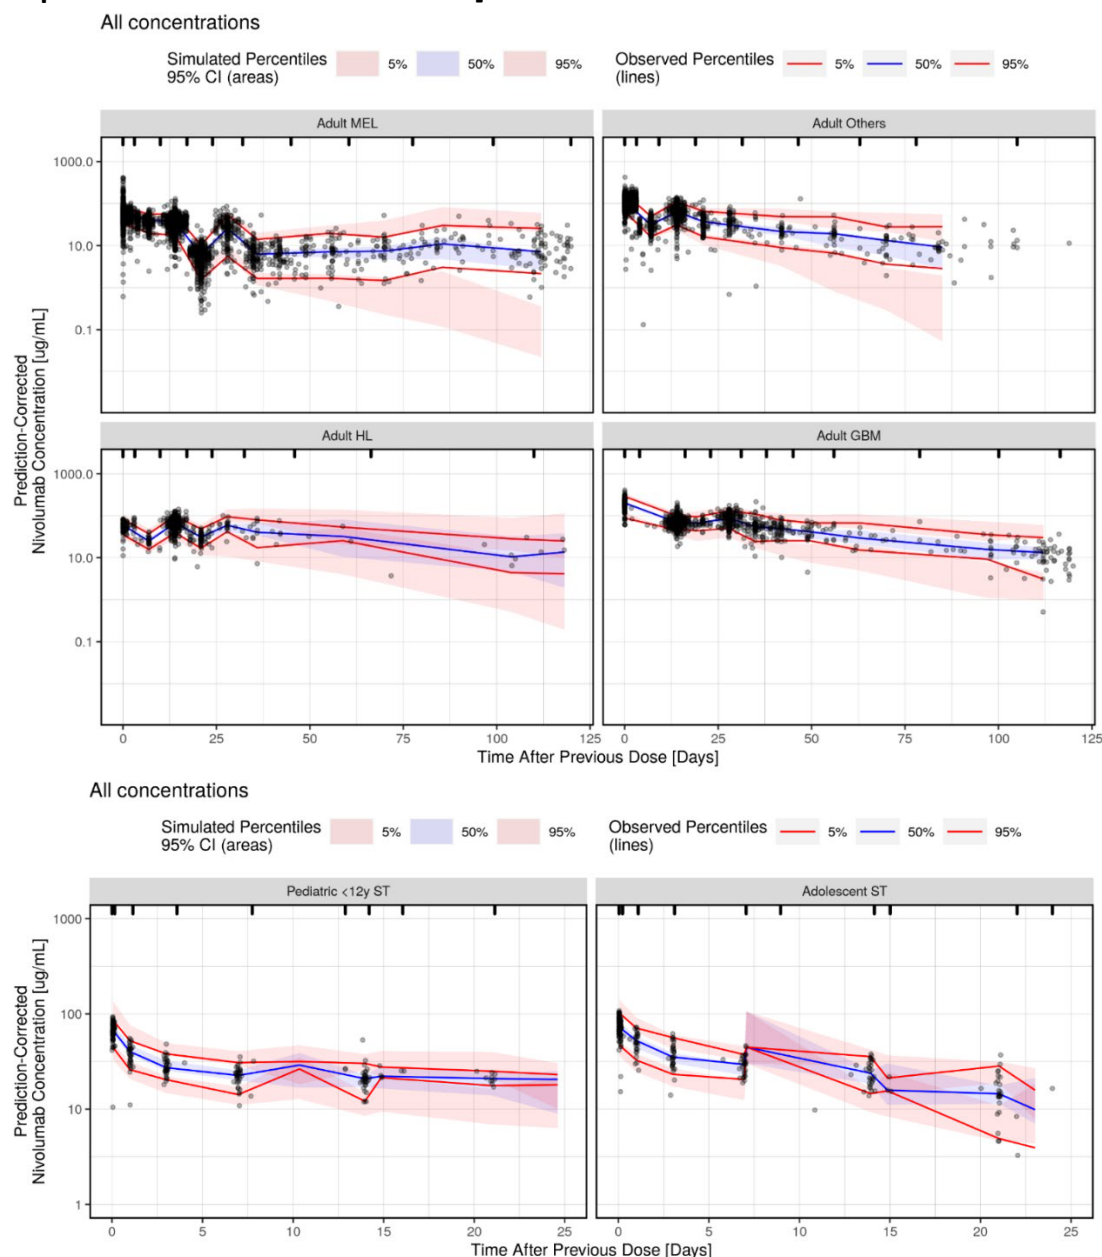 All concentrations
Simulated Percentiles
95% CI (areas)
5% 50% 95%
Observed Percentiles
(lines)
5% 50% 95%
Adult MEL
Adult Others
1000.0
10.0
0.1
Adult HL
Adult GBM
1000.0
10.0
0.1
Prediction-Corrected
Nivolumab Concentration [ug/mL]
0 25 50 75 100 125
0 25 50 75 100 125
Time After Previous Dose [Days]
All concentrations
Simulated Percentiles
95% CI (areas)
5% 50% 95%
Observed Percentiles
(lines)
5% 50% 95%
Pediatric <12y ST
Adolescent ST
1000
100
10
1
Prediction-Corrected
Nivolumab Concentration [ug/mL]
0 5 10 15 20 25
0 5 10 15 20 25
Time After Previous Dose [Days]